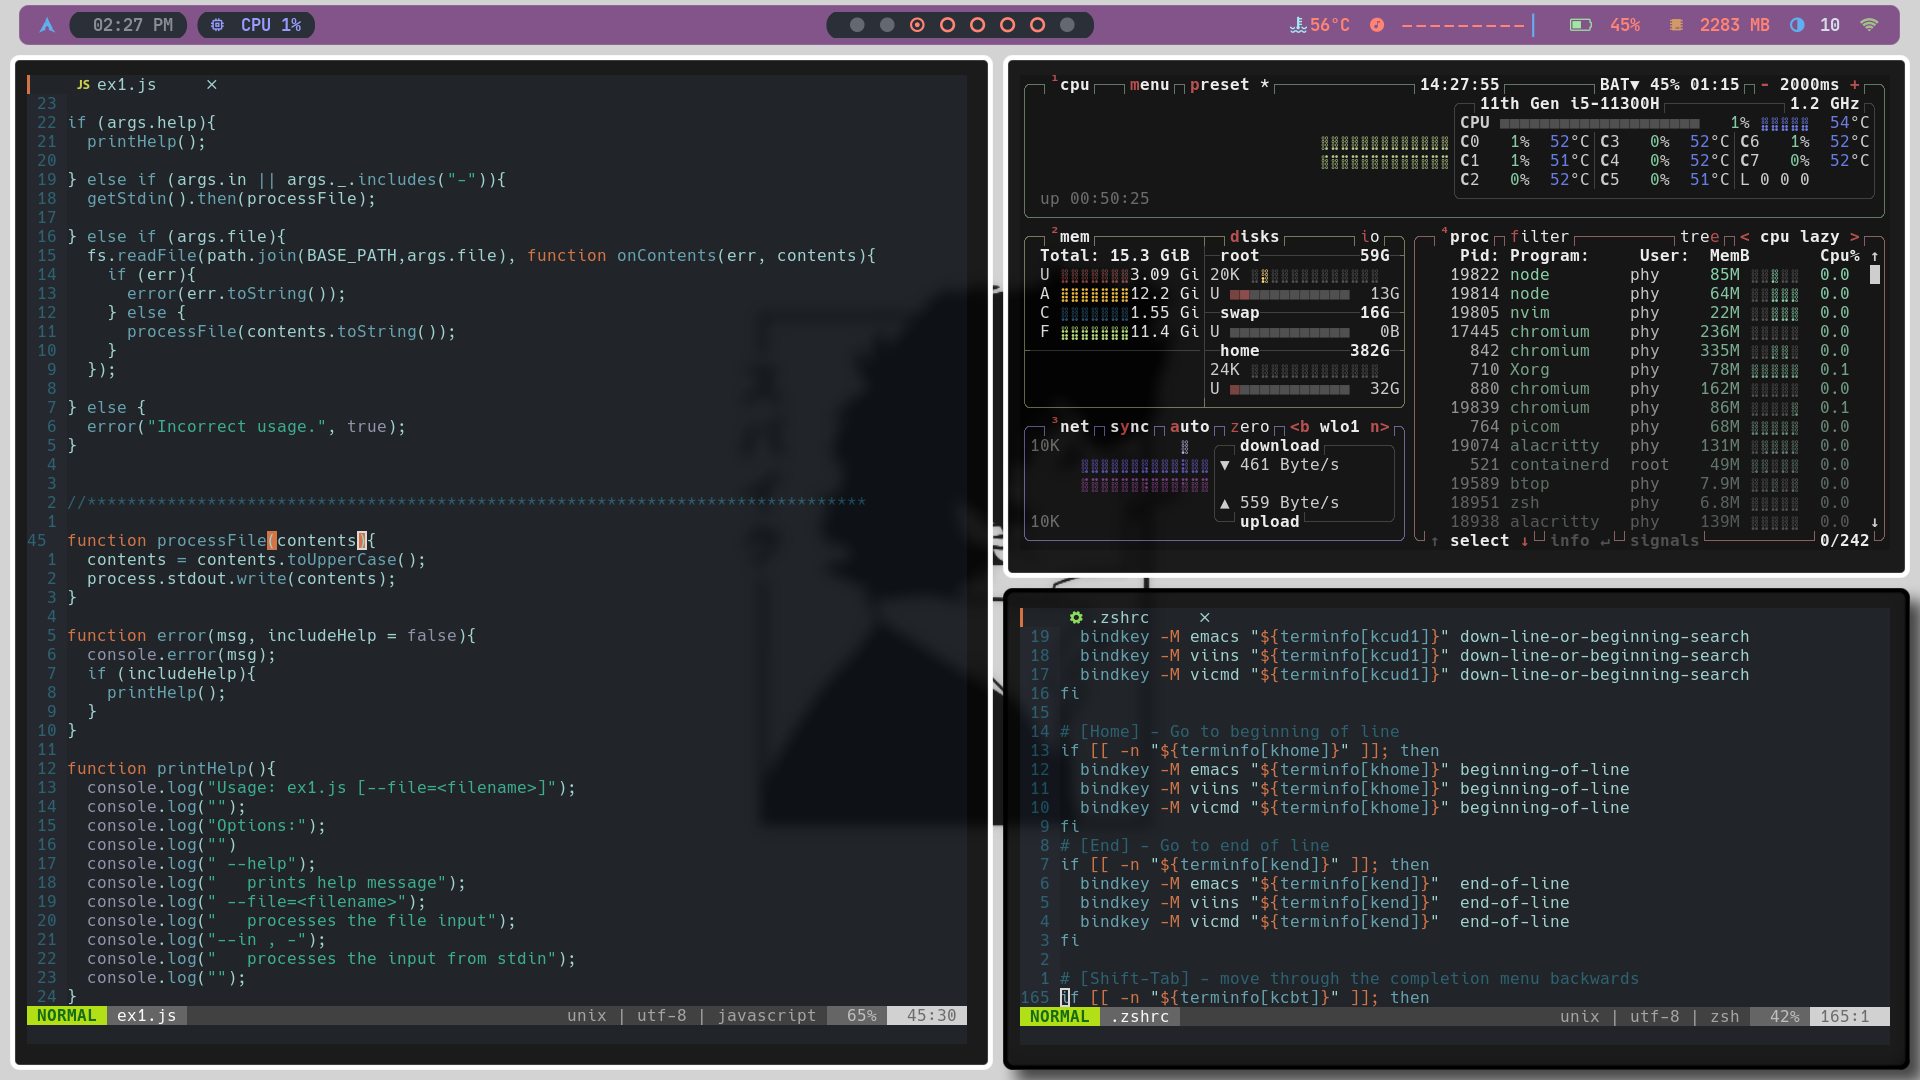 02:27 PM CPU 1% 56°C 45% 2283 MB 10
JS ex1.js ×
23
22 if (args.help){
21   printHelp();
20
19 } else if (args.in || args._.includes("-")){
18   getStdin().then(processFile);
17
16 } else if (args.file){
15   fs.readFile(path.join(BASE_PATH,args.file), function onContents(err, contents){
14     if (err){
13       error(err.toString());
12     } else {
11       processFile(contents.toString());
10     }
9   });
8
7 } else {
6   error("Incorrect usage.", true);
5 }
4
3
2 //******************************************************************************
1
45 function processFile(contents){
1   contents = contents.toUpperCase();
2   process.stdout.write(contents);
3 }
4
5 function error(msg, includeHelp = false){
6   console.error(msg);
7   if (includeHelp){
8     printHelp();
9   }
10 }
11
12 function printHelp(){
13   console.log("Usage: ex1.js [--file=<filename>]");
14   console.log("");
15   console.log("Options:");
16   console.log("")
17   console.log(" --help");
18   console.log("   prints help message");
19   console.log(" --file=<filename>");
20   console.log("   processes the file input");
21   console.log("--in , -");
22   console.log("   processes the input from stdin");
23   console.log("");
24 }
NORMAL ex1.js unix | utf-8 | javascript 65% 45:30
¹cpu menu preset * 14:27:55 BAT▼ 45% 01:15 - 2000ms +
11th Gen i5-11300H 1.2 GHz
CPU 1% 54°C
C0 1% 52°C C3 0% 52°C C6 1% 52°C
C1 1% 51°C C4 0% 52°C C7 0% 52°C
C2 0% 52°C C5 0% 51°C L 0 0 0
up 00:50:25
²mem disks io
Total: 15.3 GiB root 59G
U 3.09 Gi 20K
A 12.2 Gi U 13G
C 1.55 Gi swap 16G
F 11.4 Gi U 0B
home 382G
24K
U 32G
³net sync auto zero <b wlo1 n>
10K download
▼ 461 Byte/s
▲ 559 Byte/s
10K upload
⁴proc filter tree < cpu lazy >
Pid: Program: User: MemB Cpu% ↑
19822 node phy 85M 0.0
19814 node phy 64M 0.0
19805 nvim phy 22M 0.0
17445 chromium phy 236M 0.0
842 chromium phy 335M 0.0
710 Xorg phy 78M 0.1
880 chromium phy 162M 0.0
19839 chromium phy 86M 0.1
764 picom phy 68M 0.0
19074 alacritty phy 131M 0.0
521 containerd root 49M 0.0
19589 btop phy 7.9M 0.0
18951 zsh phy 6.8M 0.0
18938 alacritty phy 139M 0.0 ↓
↑ select ↓ info ↵ signals 0/242
.zshrc ×
19   bindkey -M emacs "${terminfo[kcud1]}" down-line-or-beginning-search
18   bindkey -M viins "${terminfo[kcud1]}" down-line-or-beginning-search
17   bindkey -M vicmd "${terminfo[kcud1]}" down-line-or-beginning-search
16 fi
15
14 # [Home] - Go to beginning of line
13 if [[ -n "${terminfo[khome]}" ]]; then
12   bindkey -M emacs "${terminfo[khome]}" beginning-of-line
11   bindkey -M viins "${terminfo[khome]}" beginning-of-line
10   bindkey -M vicmd "${terminfo[khome]}" beginning-of-line
9 fi
8 # [End] - Go to end of line
7 if [[ -n "${terminfo[kend]}" ]]; then
6   bindkey -M emacs "${terminfo[kend]}"  end-of-line
5   bindkey -M viins "${terminfo[kend]}"  end-of-line
4   bindkey -M vicmd "${terminfo[kend]}"  end-of-line
3 fi
2
1 # [Shift-Tab] - move through the completion menu backwards
165 if [[ -n "${terminfo[kcbt]}" ]]; then
NORMAL .zshrc unix | utf-8 | zsh 42% 165:1